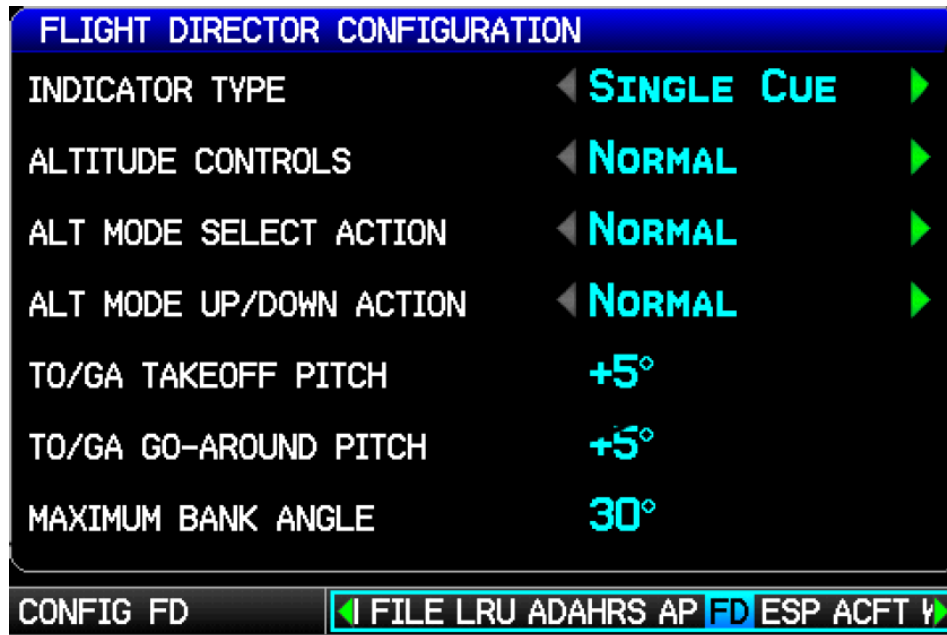 FLIGHT DIRECTOR CONFIGURATION
INDICATOR TYPE SINGLE CUE
ALTITUDE CONTROLS NORMAL
ALT MODE SELECT ACTION NORMAL
ALT MODE UP/DOWN ACTION NORMAL
TO/GA TAKEOFF PITCH +5°
TO/GA GO-AROUND PITCH +5°
MAXIMUM BANK ANGLE 30°
CONFIG FD FILE LRU ADAHRS AP FD ESP ACFT